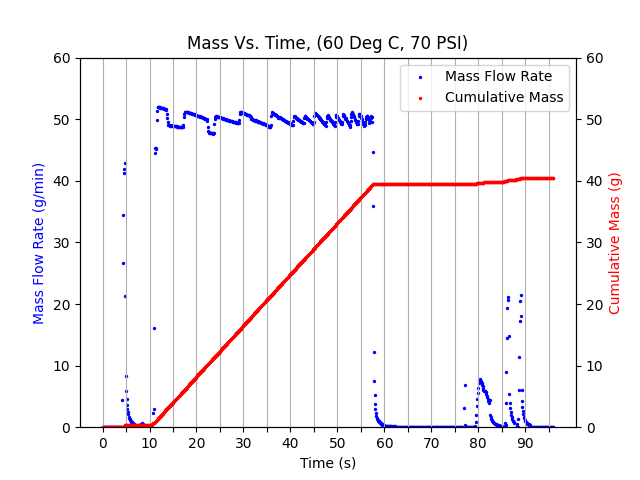 Mass Vs. Time, (60 Deg C, 70 PSI)
Mass Flow Rate
Cumulative Mass
60
50
40
30
20
10
0
Mass Flow Rate (g/min)
60
50
40
30
20
10
0
Cumulative Mass (g)
0 10 20 30 40 50 60 70 80 90
Time (s)